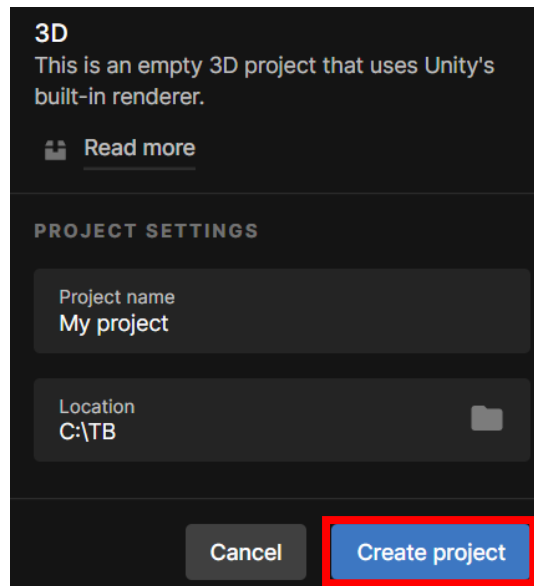 3D
This is an empty 3D project that uses Unity's
built-in renderer.
Read more
PROJECT SETTINGS
Project name
My project
Location
C:\TB
Cancel
Create project